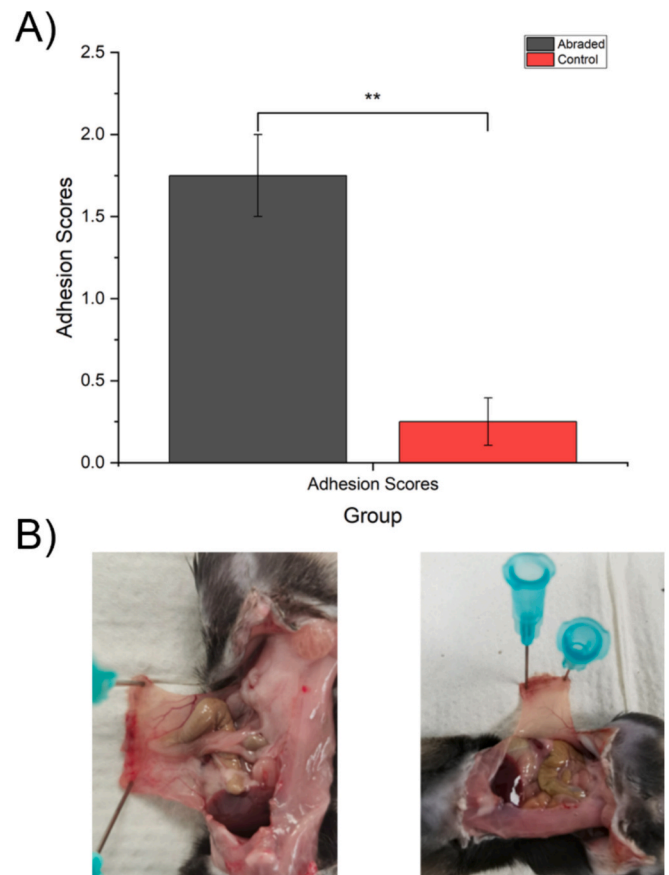 A)
2.5
2.0
1.5
1.0
0.5
0.0
Adhesion Scores
Abraded
Control
**
Adhesion Scores
Group
B)